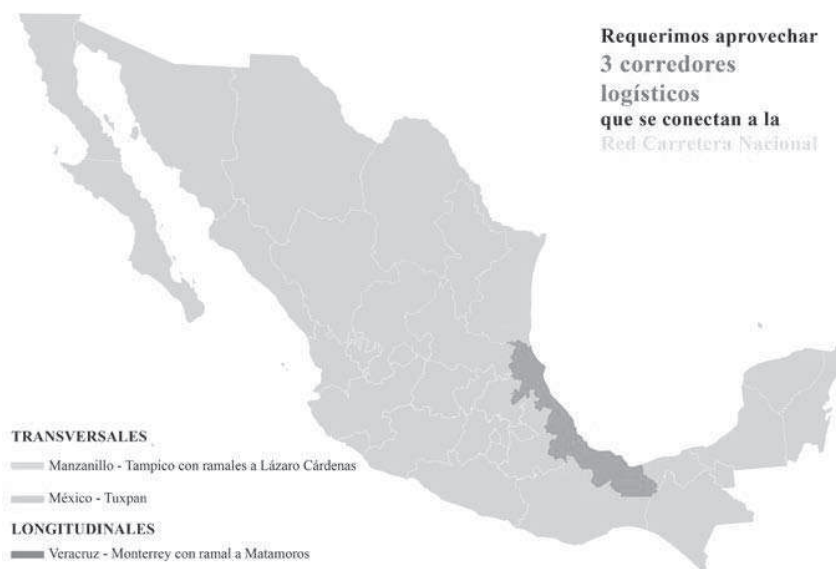 Requerimos aprovechar
3 corredores
logísticos
que se conectan a la
Red Carretera Nacional
TRANSVERSALES
Manzanillo - Tampico con ramales a Lázaro Cárdenas
México - Tuxpan
LONGITUDINALES
Veracruz - Monterrey con ramal a Matamoros